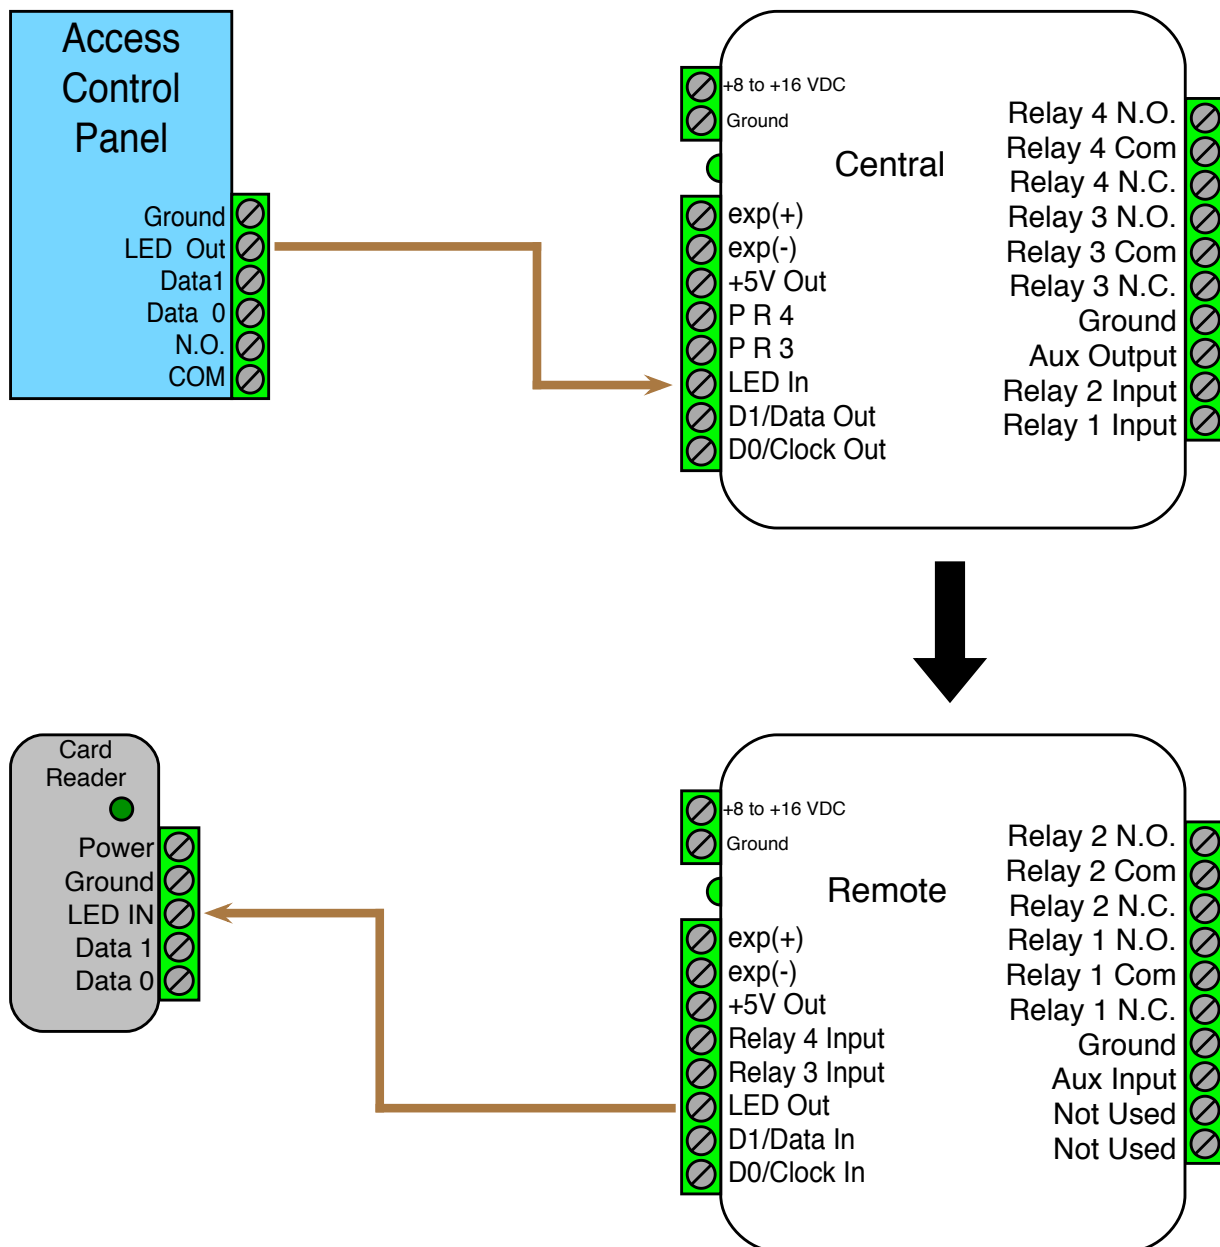 Access
Control
Panel
Ground
LED Out
Data1
Data 0
N.O.
COM
+8 to +16 VDC
Ground
Central
exp(+)
exp(-)
+5V Out
P R 4
P R 3
LED In
D1/Data Out
D0/Clock Out
Relay 4 N.O.
Relay 4 Com
Relay 4 N.C.
Relay 3 N.O.
Relay 3 Com
Relay 3 N.C.
Ground
Aux Output
Relay 2 Input
Relay 1 Input
Card
Reader
Power
Ground
LED IN
Data 1
Data 0
+8 to +16 VDC
Ground
Remote
exp(+)
exp(-)
+5V Out
Relay 4 Input
Relay 3 Input
LED Out
D1/Data In
D0/Clock In
Relay 2 N.O.
Relay 2 Com
Relay 2 N.C.
Relay 1 N.O.
Relay 1 Com
Relay 1 N.C.
Ground
Aux Input
Not Used
Not Used